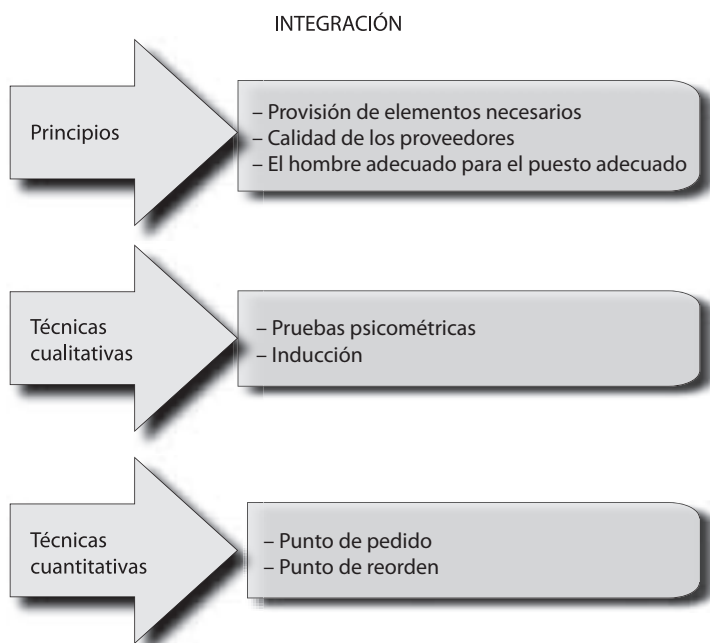 INTEGRACIÓN
Principios
– Provisión de elementos necesarios
– Calidad de los proveedores
– El hombre adecuado para el puesto adecuado
Técnicas
cualitativas
– Pruebas psicométricas
– Inducción
Técnicas
cuantitativas
– Punto de pedido
– Punto de reorden